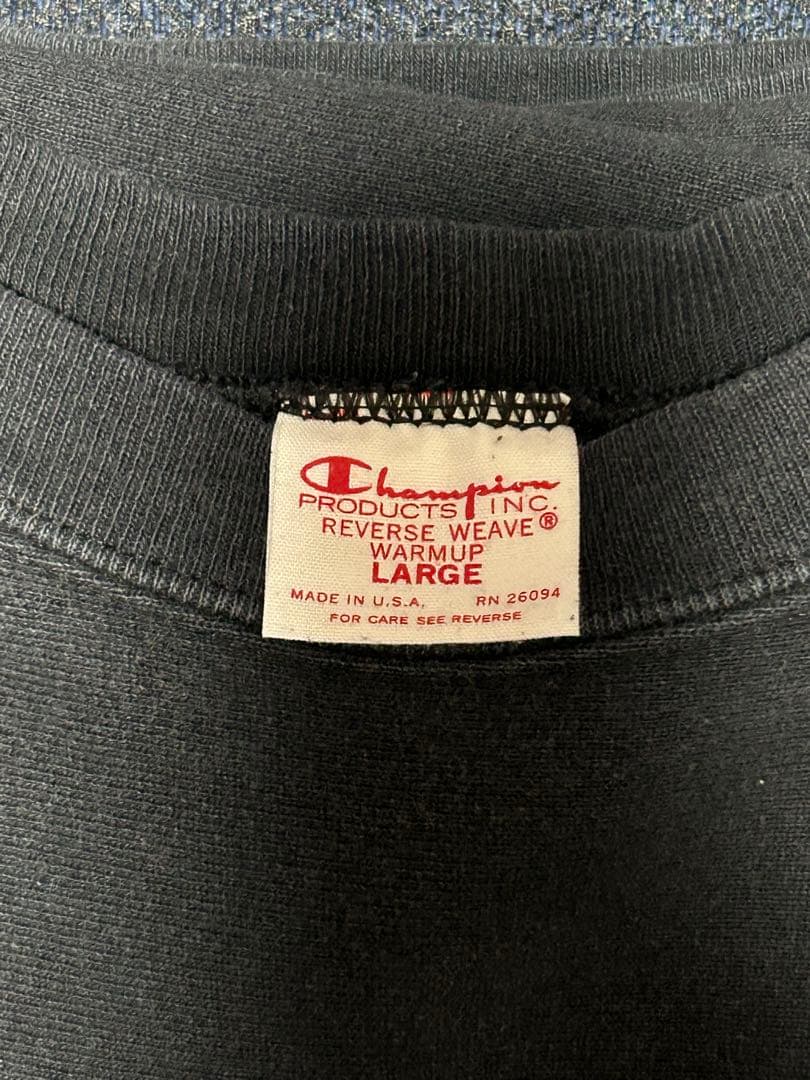 Champion
PRODUCTS INC.
REVERSE WEAVE®
WARMUP
LARGE
MADE IN U.S.A. RN 26094
FOR CARE SEE REVERSE